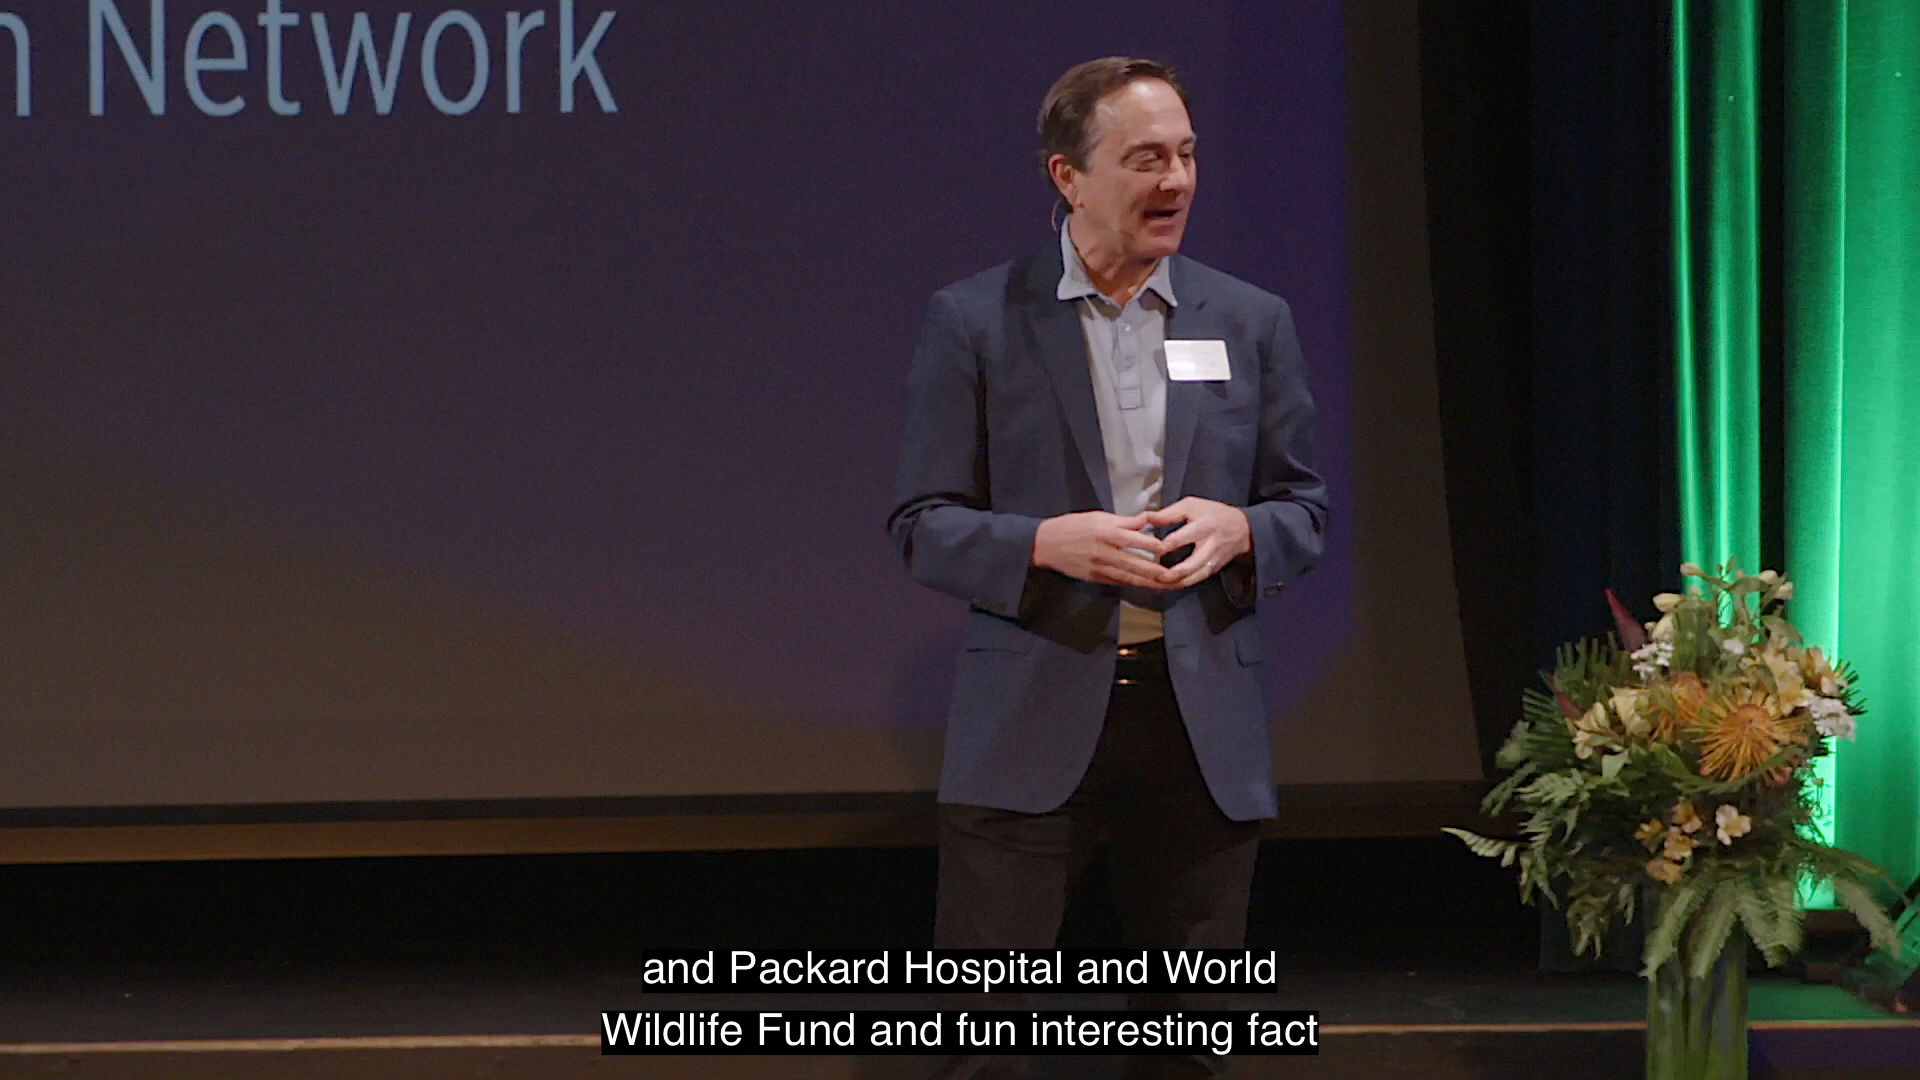 n Network
and Packard Hospital and World
Wildlife Fund and fun interesting fact